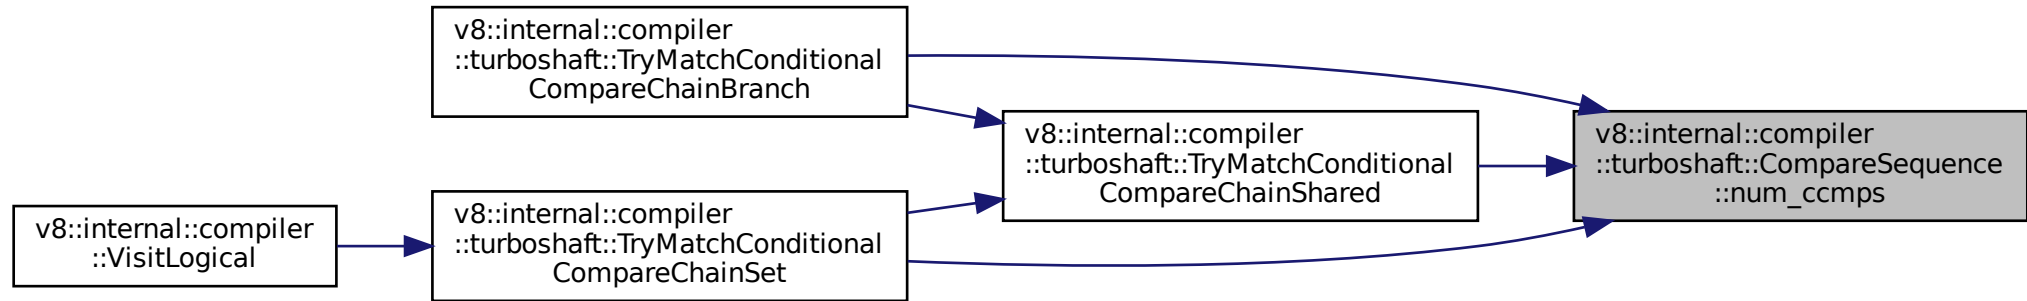 v8::internal::compiler
::turboshaft::TryMatchConditional
CompareChainBranch
v8::internal::compiler
::turboshaft::TryMatchConditional
CompareChainShared
v8::internal::compiler
::turboshaft::CompareSequence
::num_ccmps
v8::internal::compiler
::VisitLogical
v8::internal::compiler
::turboshaft::TryMatchConditional
CompareChainSet